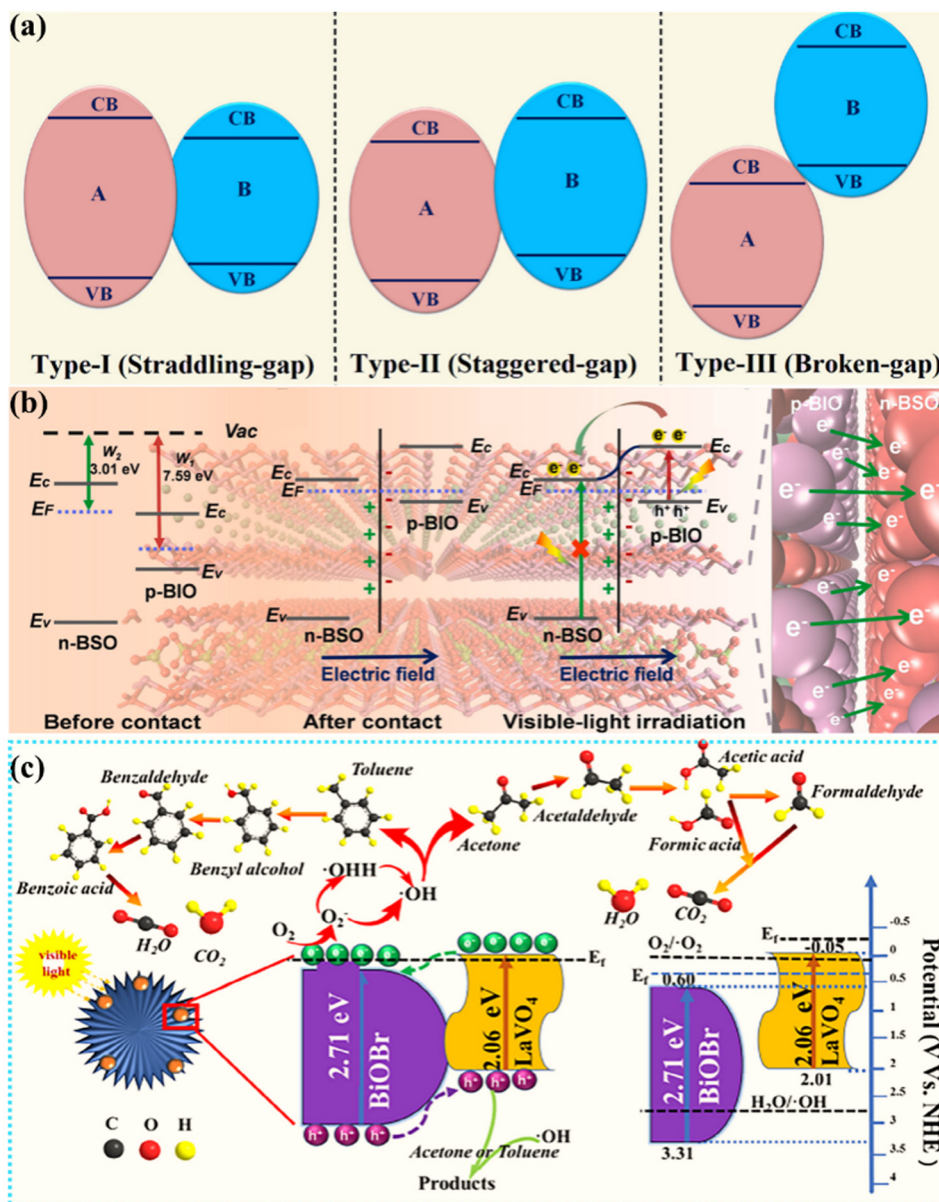 (a)
CB
A
VB
CB
B
VB
Type-I (Straddling-gap)
CB
A
VB
CB
B
VB
Type-II (Staggered-gap)
CB
B
VB
CB
A
VB
Type-III (Broken-gap)
(b)
Vac
W2
3.01 eV
W1
7.59 eV
Ec
EF
Ec
p-BIO
Ev
Ev
n-BSO
Before contact
Ec
EF
Ec
Ev
p-BIO
- - - -
+ + + +
Ev
n-BSO
Electric field
After contact
e- e-
e- e-
Ec
Ec
EF
Ev
h+ h+
p-BIO
- - - -
+ + + +
Ev
n-BSO
Electric field
Visible-light irradiation
p-BIO n-BSO
e-
e-
e-
e-
e-
e-
e-
e-
e-
e-
e-
e-
(c)
Benzaldehyde
Toluene
Benzyl alcohol
Benzoic acid
H2O
CO2
Acetone
Acetaldehyde
Acetic acid
Formic acid
Formaldehyde
H2O
CO2
·OHH
·OH
O2
O2-
visible
light
C O H
e- e- e- e-
e- e- e- e-
Ef
2.71 eV
BiOBr
2.06 eV
LaVO4
h+ h+ h+
h+ h+ h+
Acetone or Toluene
·OH
Products
O2/·O2
Ef
Ef
-0.05
0.60
2.71 eV
BiOBr
2.06 eV
LaVO4
2.01
H2O/·OH
3.31
-0.5
0
0.5
1
1.5
2
2.5
3
3.5
4
Potential (V Vs. NHE)